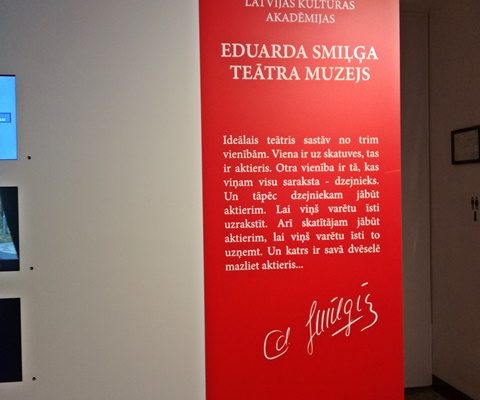 LATVIJAS KULTŪRAS
AKADĒMIJAS
EDUARDA SMIĻĢA
TEĀTRA MUZEJS
Ideālais teātris sastāv no trim
vienībām. Viena ir uz skatuves, tas
ir aktieris. Otra vienība ir tā, kas
viņam visu saraksta - dzejnieks.
Un tāpēc dzejniekam jābūt
aktierim. Lai viņš varētu īsti
uzrakstīt. Arī skatītājam jābūt
aktierim, lai viņš varētu īsti to
uzņemt. Un katrs ir savā dvēselē
mazliet aktieris...